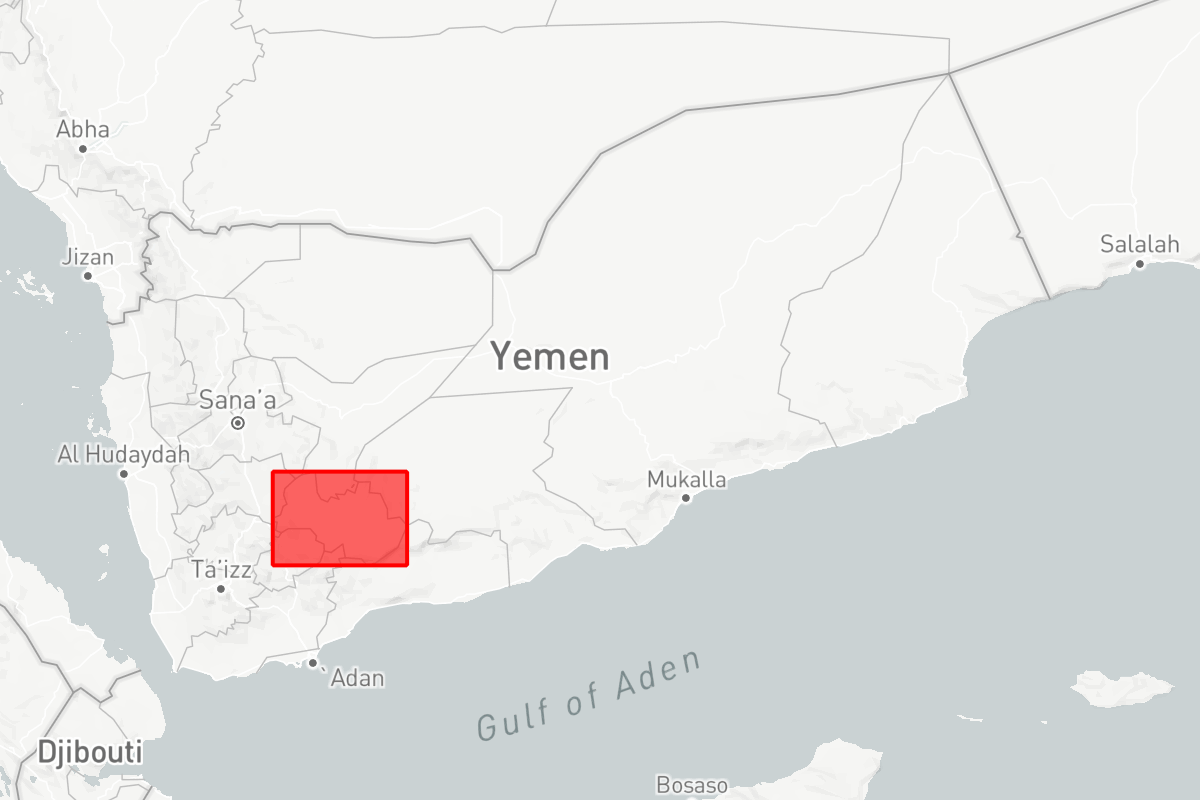 Abha
Jizan
Salalah
Yemen
Sana’a
Al Hudaydah
Mukalla
Ta’izz
‵Adan
Gulf of Aden
Djibouti
Bosaso